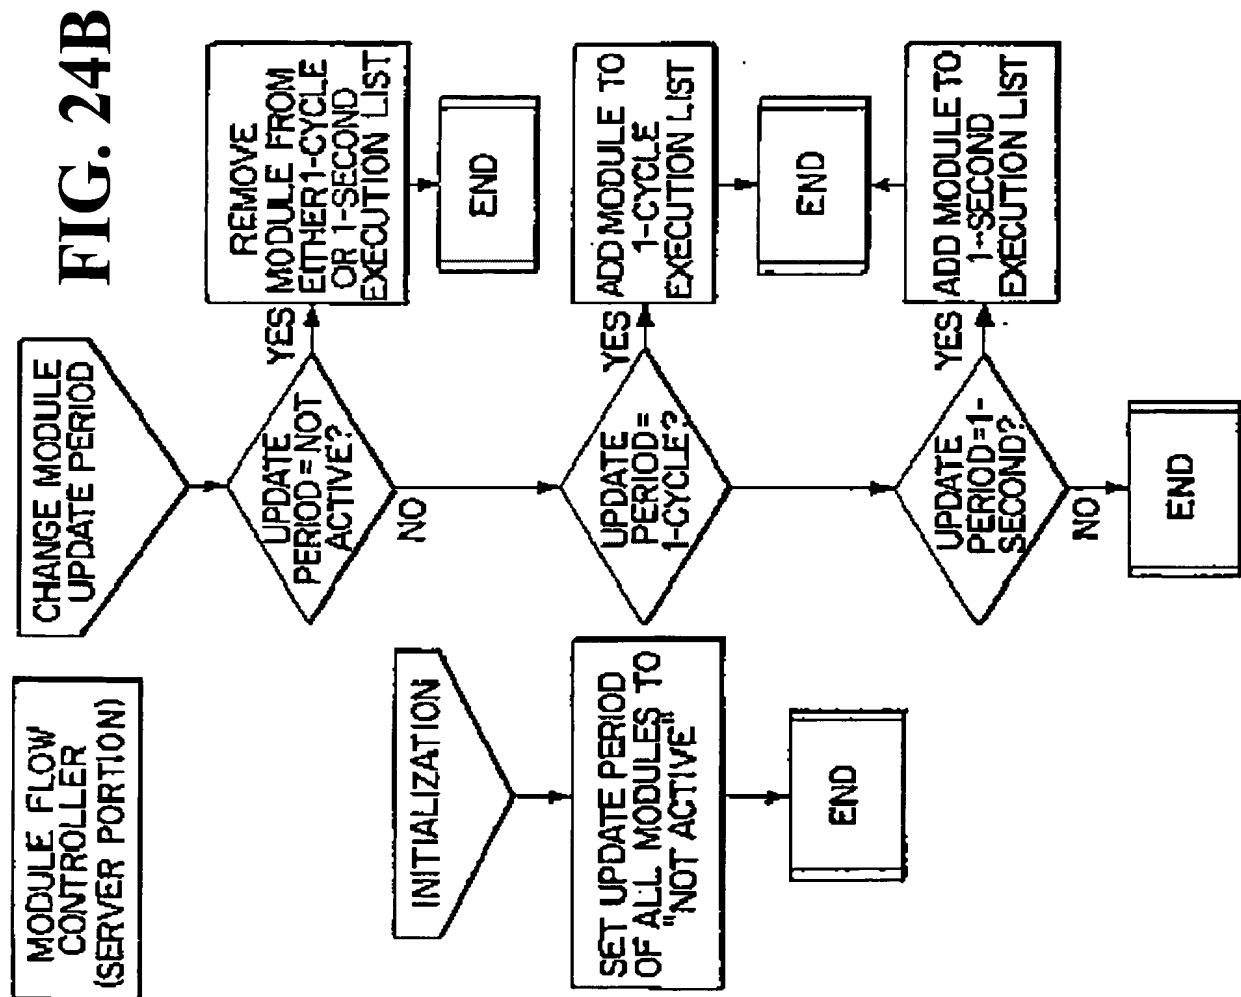 FIG. 24B
MODULE FLOW
CONTROLLER
(SERVER PORTION)
INITIALIZATION
SET UPDATE PERIOD
OF ALL MODULES TO
"NOT ACTIVE"
END
CHANGE MODULE
UPDATE PERIOD
UPDATE
PERIOD = NOT
ACTIVE?
YES
REMOVE
MODULE FROM
EITHER 1-CYCLE
OR 1-SECOND
EXECUTION LIST
END
NO
UPDATE
PERIOD=
1-CYCLE?
YES
ADD MODULE TO
1-CYCLE
EXECUTION LIST
END
UPDATE
PERIOD=1-
SECOND?
YES
ADD MODULE TO
1-SECOND
EXECUTION LIST
NO
END